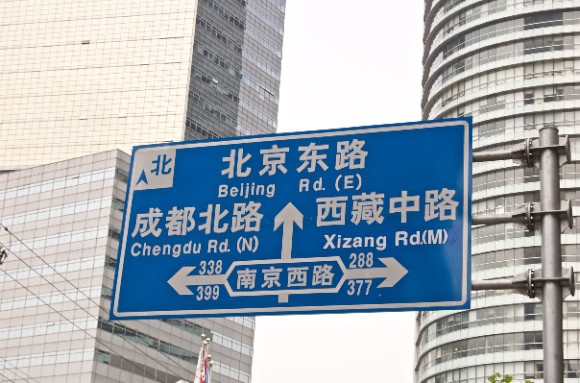 北
北京东路
Beijing Rd. (E)
成都北路
Chengdu Rd. (N)
西藏中路
Xizang Rd.(M)
338
399
南京西路
288
377